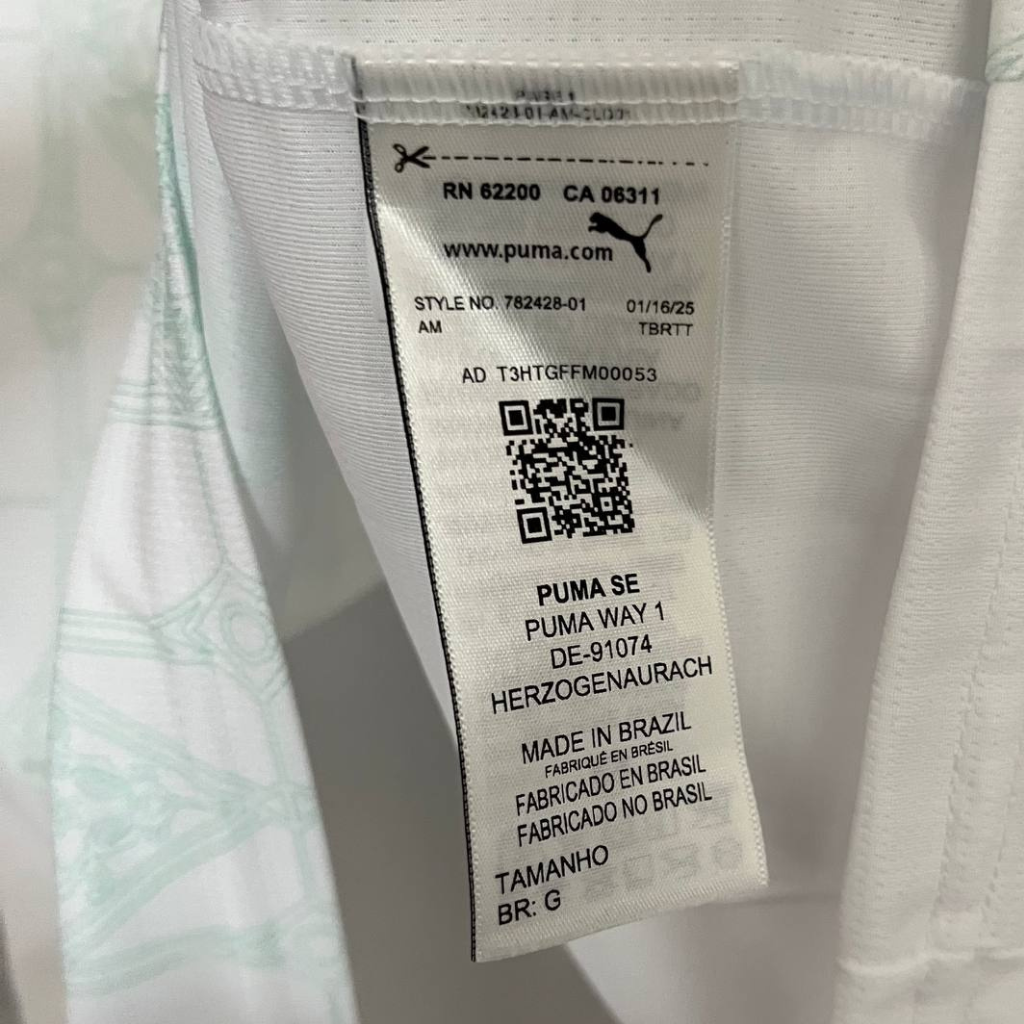 RN 62200 CA 06311
www.puma.com
STYLE NO. 782428-01 01/16/25
AM TBRTT
AD T3HTGFFM00053
PUMA SE
PUMA WAY 1
DE-91074
HERZOGENAURACH
MADE IN BRAZIL
FABRIQUÉ EN BRÉSIL
FABRICADO EN BRASIL
FABRICADO NO BRASIL
TAMANHO
BR: G